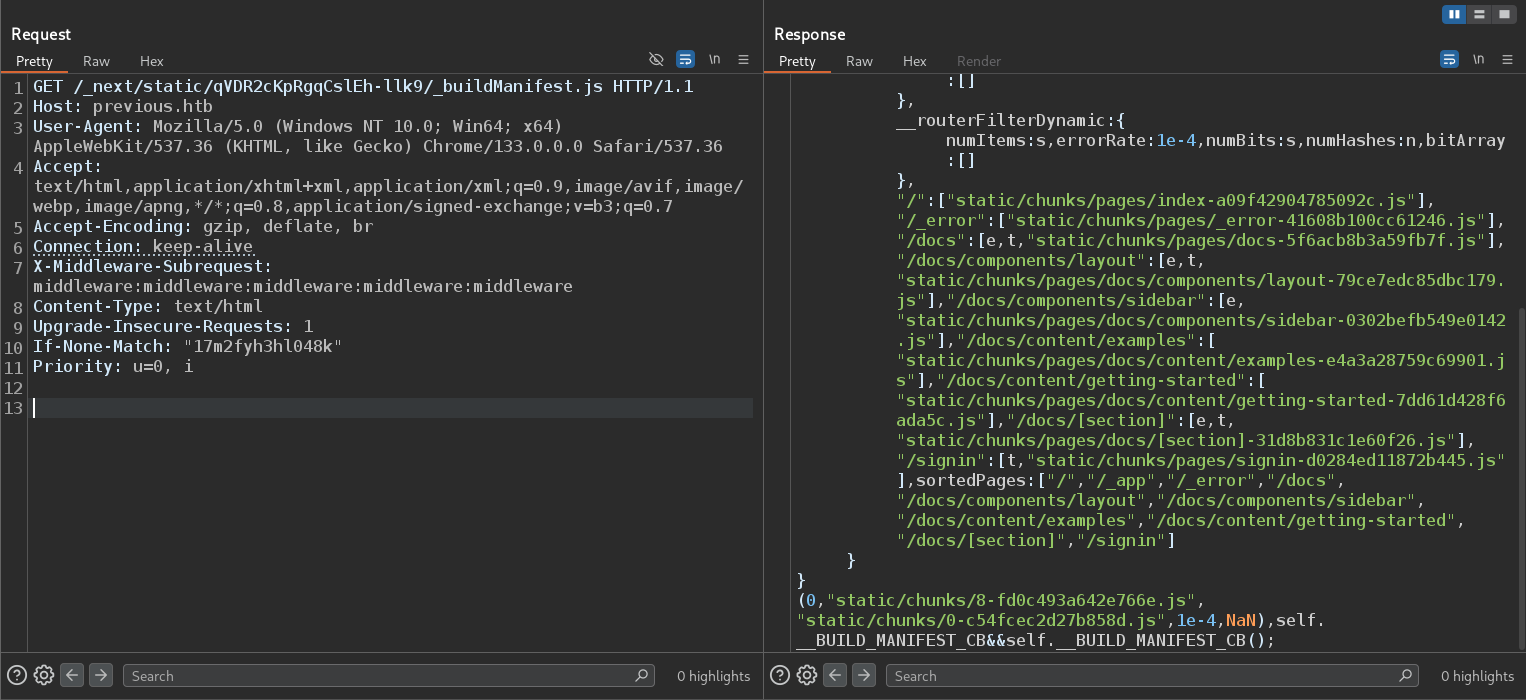 Request
Pretty Raw Hex \n
1 GET /_next/static/qVDR2cKpRgqCslEh-llk9/_buildManifest.js HTTP/1.1
2 Host: previous.htb
3 User-Agent: Mozilla/5.0 (Windows NT 10.0; Win64; x64)
AppleWebKit/537.36 (KHTML, like Gecko) Chrome/133.0.0.0 Safari/537.36
4 Accept:
text/html,application/xhtml+xml,application/xml;q=0.9,image/avif,image/
webp,image/apng,*/*;q=0.8,application/signed-exchange;v=b3;q=0.7
5 Accept-Encoding: gzip, deflate, br
6 Connection: keep-alive
7 X-Middleware-Subrequest:
middleware:middleware:middleware:middleware:middleware
8 Content-Type: text/html
9 Upgrade-Insecure-Requests: 1
10 If-None-Match: "17m2fyh3hl048k"
11 Priority: u=0, i
12
13
Search 0 highlights
Response
Pretty Raw Hex Render \n
:[]
},
__routerFilterDynamic:{
numItems:s,errorRate:1e-4,numBits:s,numHashes:n,bitArray
:[]
},
"/":["static/chunks/pages/index-a09f42904785092c.js"],
"/_error":["static/chunks/pages/_error-41608b100cc61246.js"],
"/docs":[e,t,"static/chunks/pages/docs-5f6acb8b3a59fb7f.js"],
"/docs/components/layout":[e,t,
"static/chunks/pages/docs/components/layout-79ce7edc85dbc179.
js"],"/docs/components/sidebar":[e,
"static/chunks/pages/docs/components/sidebar-0302befb549e0142
.js"],"/docs/content/examples":[
"static/chunks/pages/docs/content/examples-e4a3a28759c69901.j
s"],"/docs/content/getting-started":[
"static/chunks/pages/docs/content/getting-started-7dd61d428f6
ada5c.js"],"/docs/[section]":[e,t,
"static/chunks/pages/docs/[section]-31d8b831c1e60f26.js"],
"/signin":[t,"static/chunks/pages/signin-d0284ed11872b445.js"
],sortedPages:["/","/_app","/_error","/docs",
"/docs/components/layout","/docs/components/sidebar",
"/docs/content/examples","/docs/content/getting-started",
"/docs/[section]","/signin"]
}
}
(0,"static/chunks/8-fd0c493a642e766e.js",
"static/chunks/0-c54fcec2d27b858d.js",1e-4,NaN),self.
__BUILD_MANIFEST_CB&&self.__BUILD_MANIFEST_CB();
Search 0 highlights